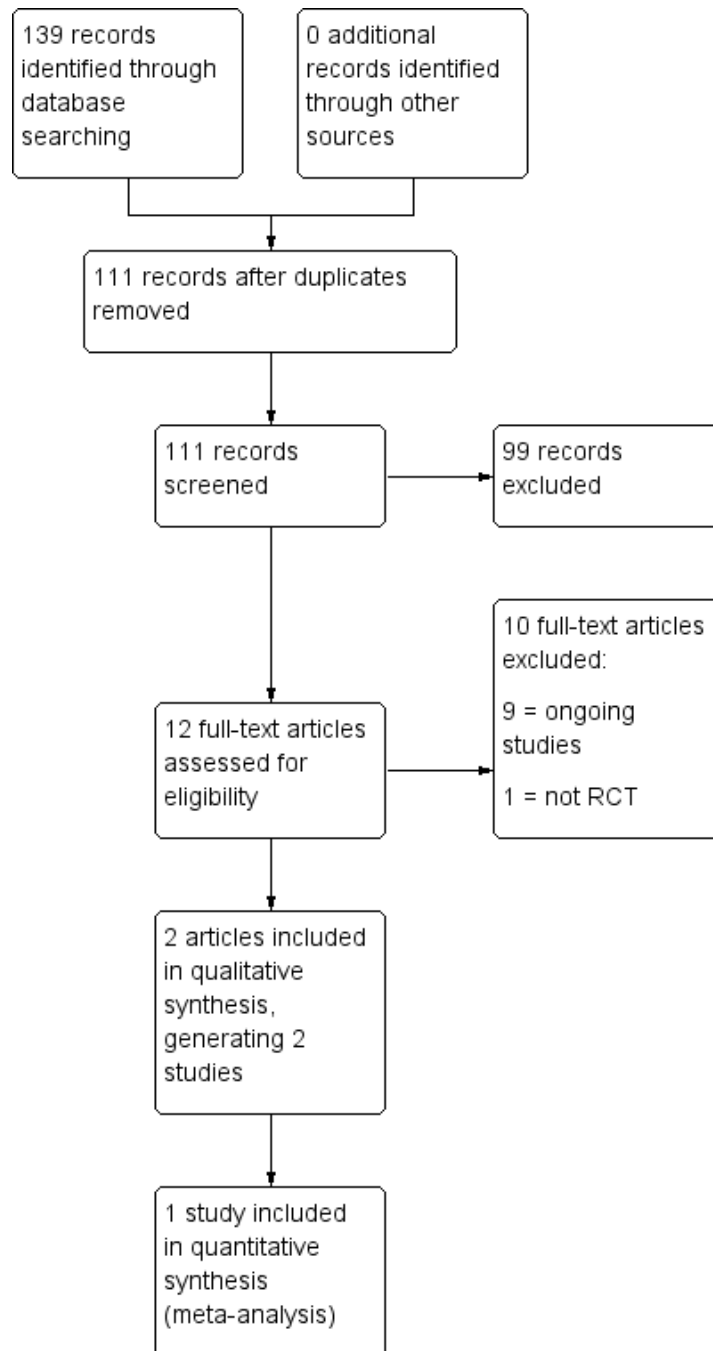 139 records
identified through
database
searching
0 additional
records identified
through other
sources
111 records after duplicates
removed
111 records
screened
99 records
excluded
10 full-text articles
excluded:
9 = ongoing
studies
1 = not RCT
12 full-text articles
assessed for
eligibility
2 articles included
in qualitative
synthesis,
generating 2
studies
1 study included
in quantitative
synthesis
(meta-analysis)